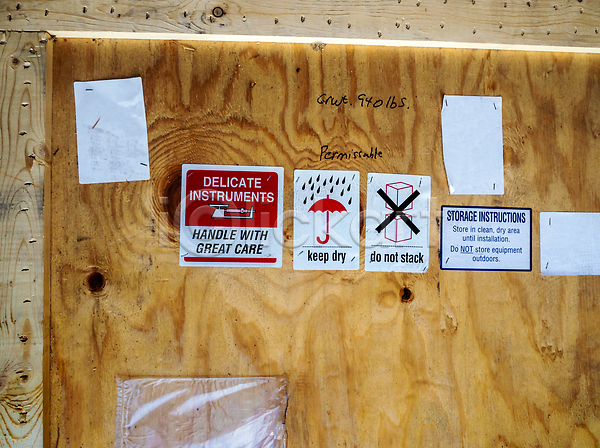 Grwt. 940 lbs.
Permissable
DELICATE
INSTRUMENTS
HANDLE WITH
GREAT CARE
keep dry
do not stack
STORAGE INSTRUCTIONS
Store in clean, dry area
until installation.
Do NOT store equipment
outdoors.